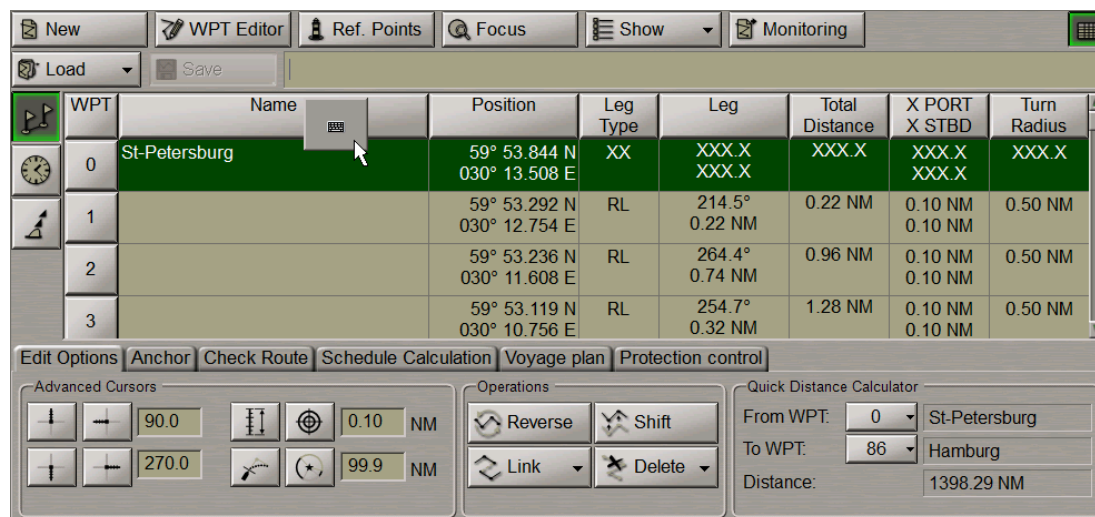 New WPT Editor Ref. Points Focus Show Monitoring
Load Save
WPT Name Position Leg Type Leg Total Distance X PORT X STBD Turn Radius
0 St-Petersburg 59° 53.844 N XX XXX.X XXX.X XXX.X XXX.X
030° 13.508 E XXX.X XXX.X
1 59° 53.292 N RL 214.5° 0.22 NM 0.10 NM 0.50 NM
030° 12.754 E 0.22 NM 0.10 NM
2 59° 53.236 N RL 264.4° 0.96 NM 0.10 NM 0.50 NM
030° 11.608 E 0.74 NM 0.10 NM
3 59° 53.119 N RL 254.7° 1.28 NM 0.10 NM 0.50 NM
030° 10.756 E 0.32 NM 0.10 NM
Edit Options Anchor Check Route Schedule Calculation Voyage plan Protection control
Advanced Cursors Operations Quick Distance Calculator
90.0 0.10 NM Reverse Shift From WPT: 0 St-Petersburg
270.0 99.9 NM Link Delete To WPT: 86 Hamburg
Distance: 1398.29 NM